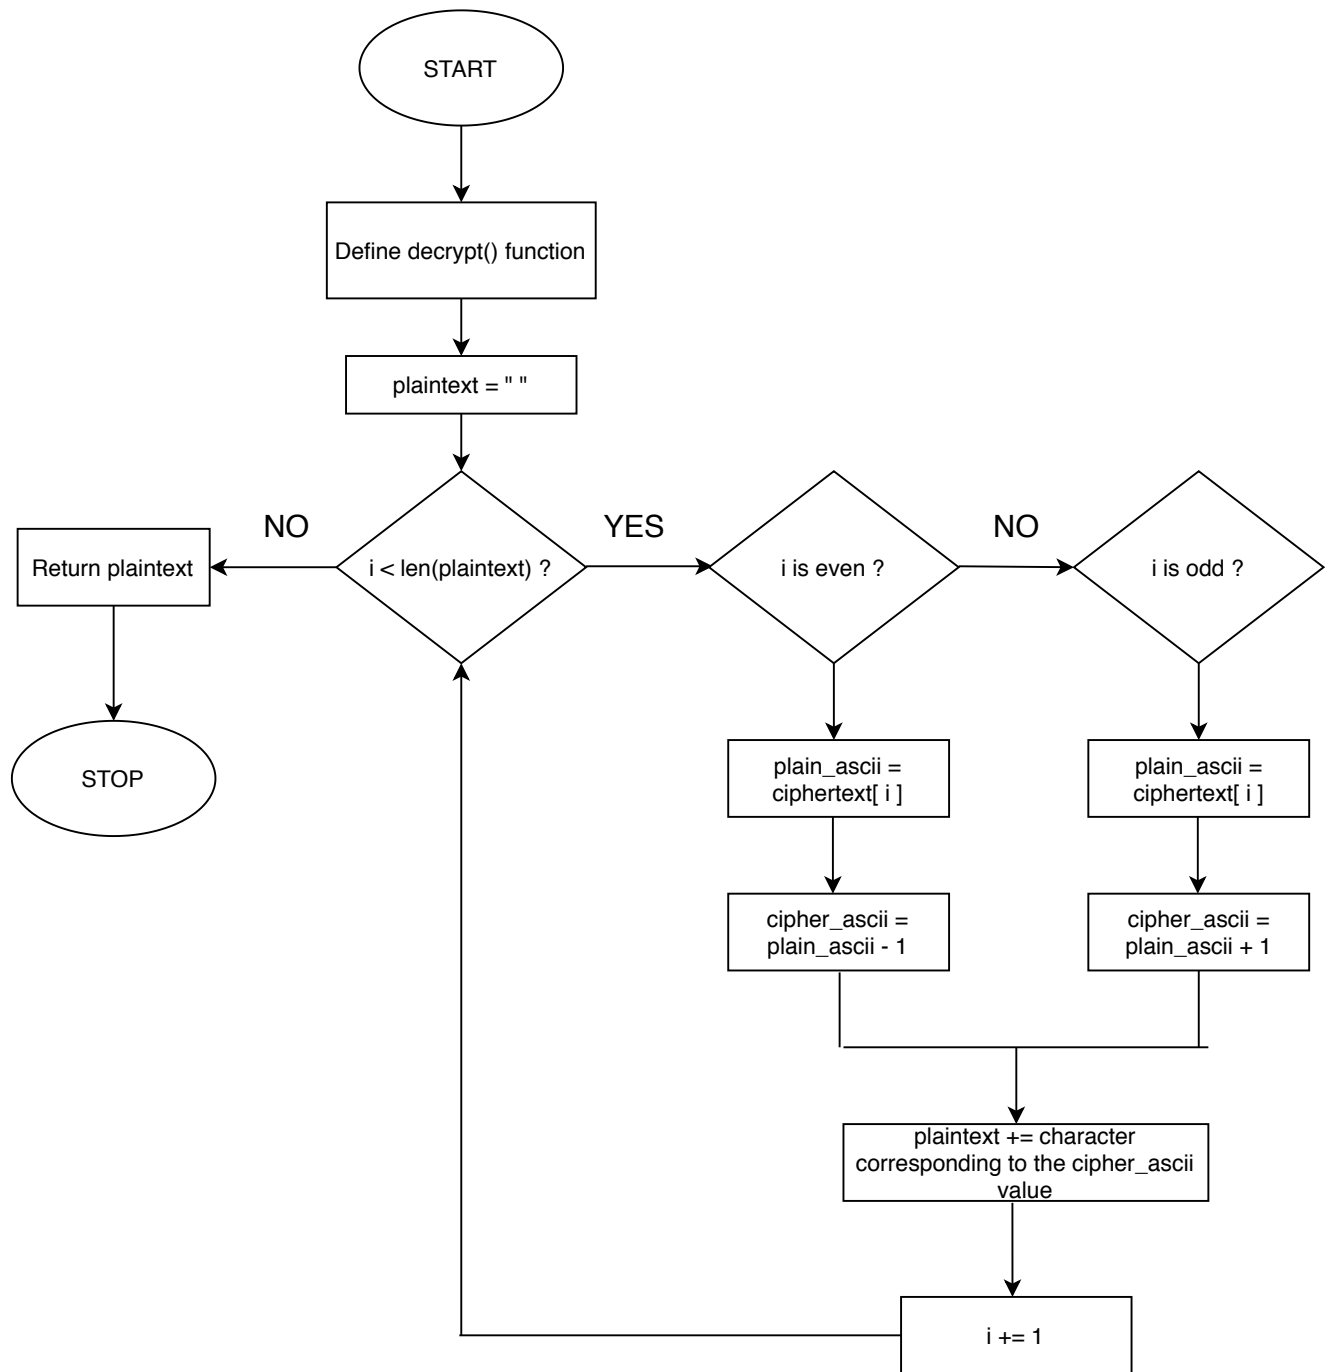 START
Define decrypt() function
plaintext = " "
NO
YES
NO
Return plaintext
i < len(plaintext) ?
i is even ?
i is odd ?
STOP
plain_ascii =
ciphertext[ i ]
plain_ascii =
ciphertext[ i ]
cipher_ascii =
plain_ascii - 1
cipher_ascii =
plain_ascii + 1
plaintext += character
corresponding to the cipher_ascii
value
i += 1